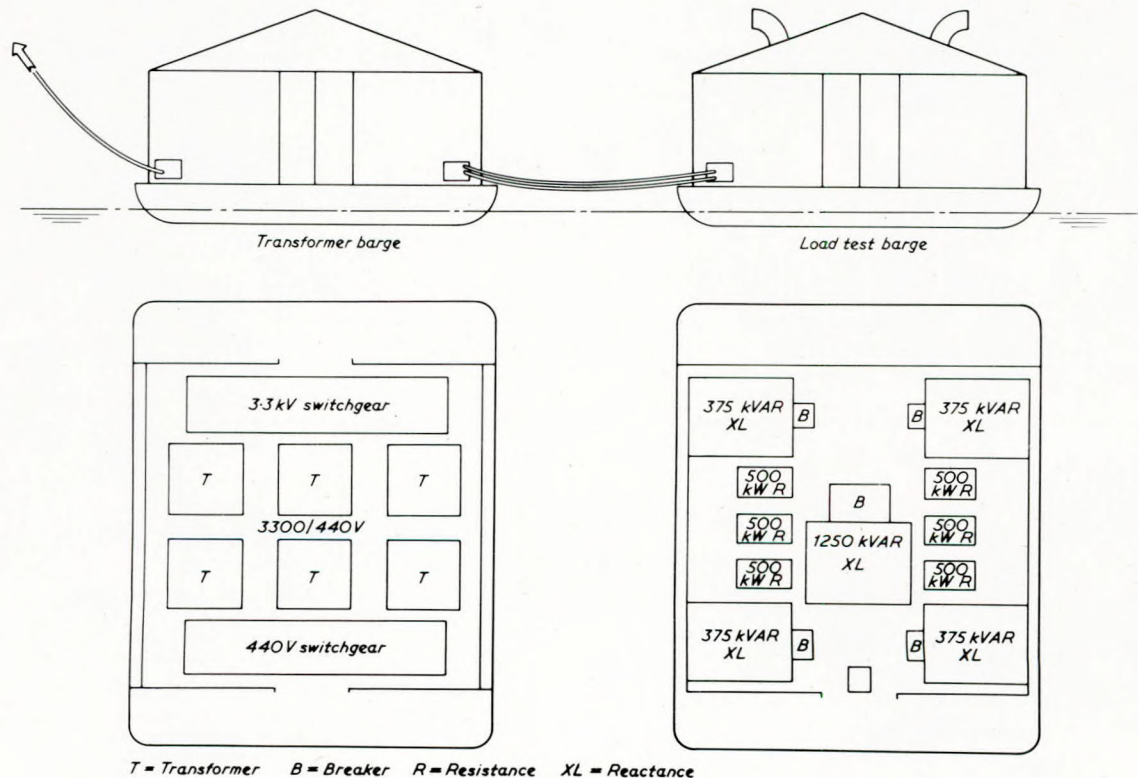 Transformer barge
Load test barge
3·3kV switchgear
T T T
3300/440V
T T T
440V switchgear
375 kVAR
XL
B
B
375 kVAR
XL
500
kW R
500
kW R
500
kW R
B
1250 kVAR
XL
500
kW R
500
kW R
500
kW R
375 kVAR
XL
B
B
375 kVAR
XL
T = Transformer B = Breaker R = Resistance XL = Reactance